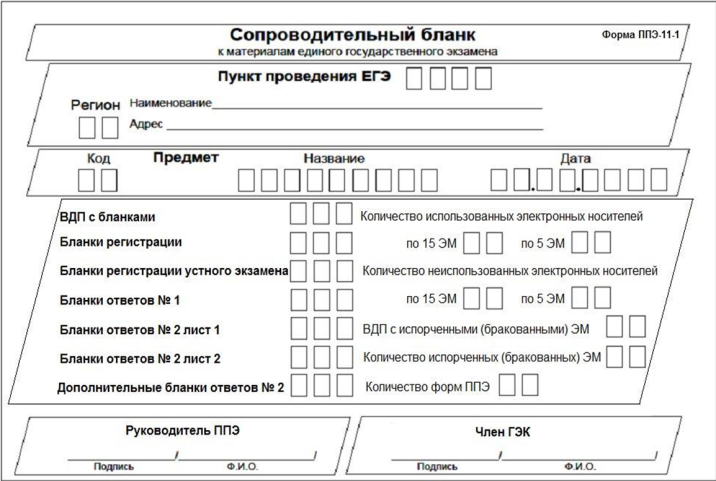 Сопроводительный бланк
Форма ППЭ-11-1
к материалам единого государственного экзамена
Пункт проведения ЕГЭ
Регион
Наименование
Адрес
Код
Предмет
Название
Дата
ВДП с бланками
Количество использованных электронных носителей
Бланки регистрации
по 15 ЭМ
по 5 ЭМ
Бланки регистрации устного экзамена
Количество неиспользованных электронных носителей
Бланки ответов № 1
по 15 ЭМ
по 5 ЭМ
Бланки ответов № 2 лист 1
ВДП с испорченными (бракованными) ЭМ
Бланки ответов № 2 лист 2
Количество испорченных (бракованных) ЭМ
Дополнительные бланки ответов № 2
Количество форм ППЭ
Руководитель ППЭ
/ /
Подпись Ф.И.О.
Член ГЭК
/ /
Подпись Ф.И.О.